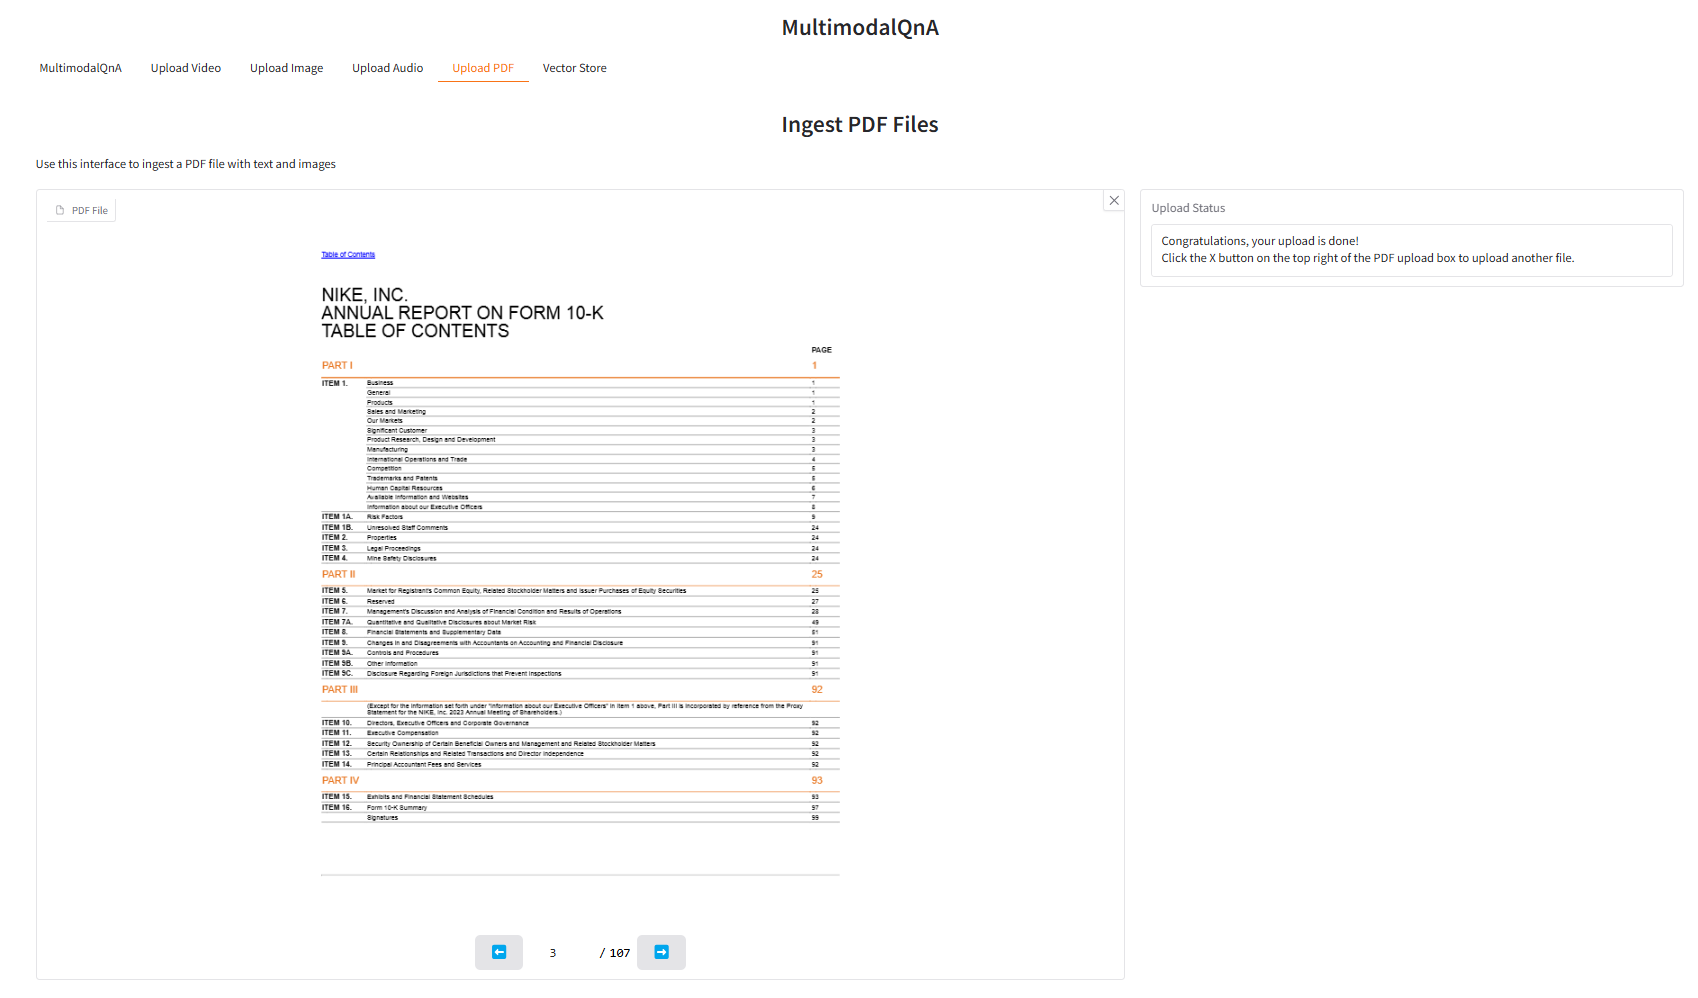 MultimodalQnA
MultimodalQnA Upload Video Upload Image Upload Audio Upload PDF Vector Store
Ingest PDF Files
Use this interface to ingest a PDF file with text and images
PDF File
Upload Status
Congratulations, your upload is done!
Click the X button on the top right of the PDF upload box to upload another file.
Table of Contents
NIKE, INC.
ANNUAL REPORT ON FORM 10-K
TABLE OF CONTENTS
PAGE
PART I 1
ITEM 1. Business 1
General 1
Products 1
Sales and Marketing 2
Our Markets 2
Significant Customer 3
Product Research, Design and Development 3
Manufacturing 3
International Operations and Trade 4
Competition 5
Trademarks and Patents 5
Human Capital Resources 6
Available Information and Websites 7
Information about our Executive Officers 8
ITEM 1A. Risk Factors 9
ITEM 1B. Unresolved Staff Comments 24
ITEM 2. Properties 24
ITEM 3. Legal Proceedings 24
ITEM 4. Mine Safety Disclosures 24
PART II 25
ITEM 5. Market for Registrant's Common Equity, Related Stockholder Matters and Issuer Purchases of Equity Securities 25
ITEM 6. Reserved 27
ITEM 7. Management's Discussion and Analysis of Financial Condition and Results of Operations 28
ITEM 7A. Quantitative and Qualitative Disclosures about Market Risk 49
ITEM 8. Financial Statements and Supplementary Data 51
ITEM 9. Changes in and Disagreements with Accountants on Accounting and Financial Disclosure 91
ITEM 9A. Controls and Procedures 91
ITEM 9B. Other Information 91
ITEM 9C. Disclosure Regarding Foreign Jurisdictions that Prevent Inspections 91
PART III 92
(Except for the information set forth under "Information about our Executive Officers" in Item 1 above, Part III is incorporated by reference from the Proxy
Statement for the NIKE, Inc. 2023 Annual Meeting of Shareholders.)
ITEM 10. Directors, Executive Officers and Corporate Governance 92
ITEM 11. Executive Compensation 92
ITEM 12. Security Ownership of Certain Beneficial Owners and Management and Related Stockholder Matters 92
ITEM 13. Certain Relationships and Related Transactions and Director Independence 92
ITEM 14. Principal Accountant Fees and Services 92
PART IV 93
ITEM 15. Exhibits and Financial Statement Schedules 93
ITEM 16. Form 10-K Summary 97
Signatures 99
3 / 107